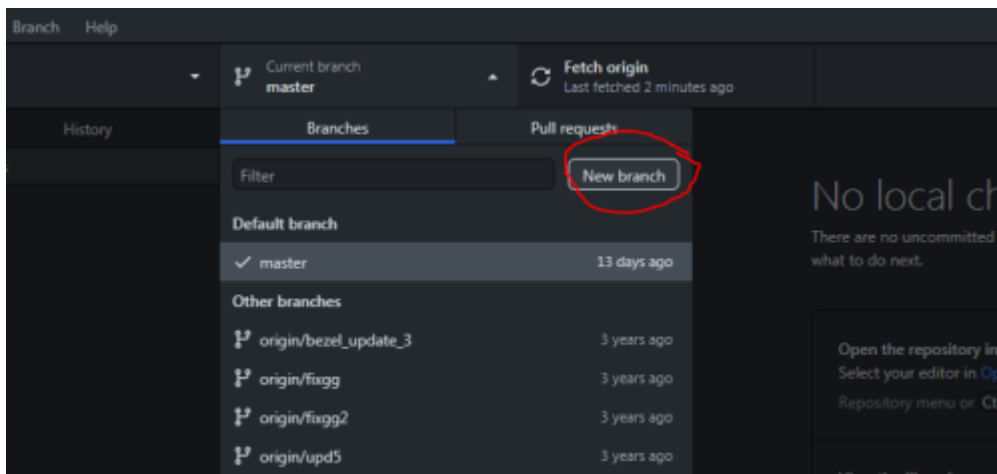 Branch Help
Current branch
master
Fetch origin
Last fetched 2 minutes ago
History
Branches
Pull requests
Filter
New branch
Default branch
master 13 days ago
Other branches
origin/bezel_update_3 3 years ago
origin/fixgg 3 years ago
origin/fixgg2 3 years ago
origin/upd5 3 years ago
No local ch
There are no uncommitted
what to do next.
Open the repository in
Select your editor in Op
Repository menu or Ct